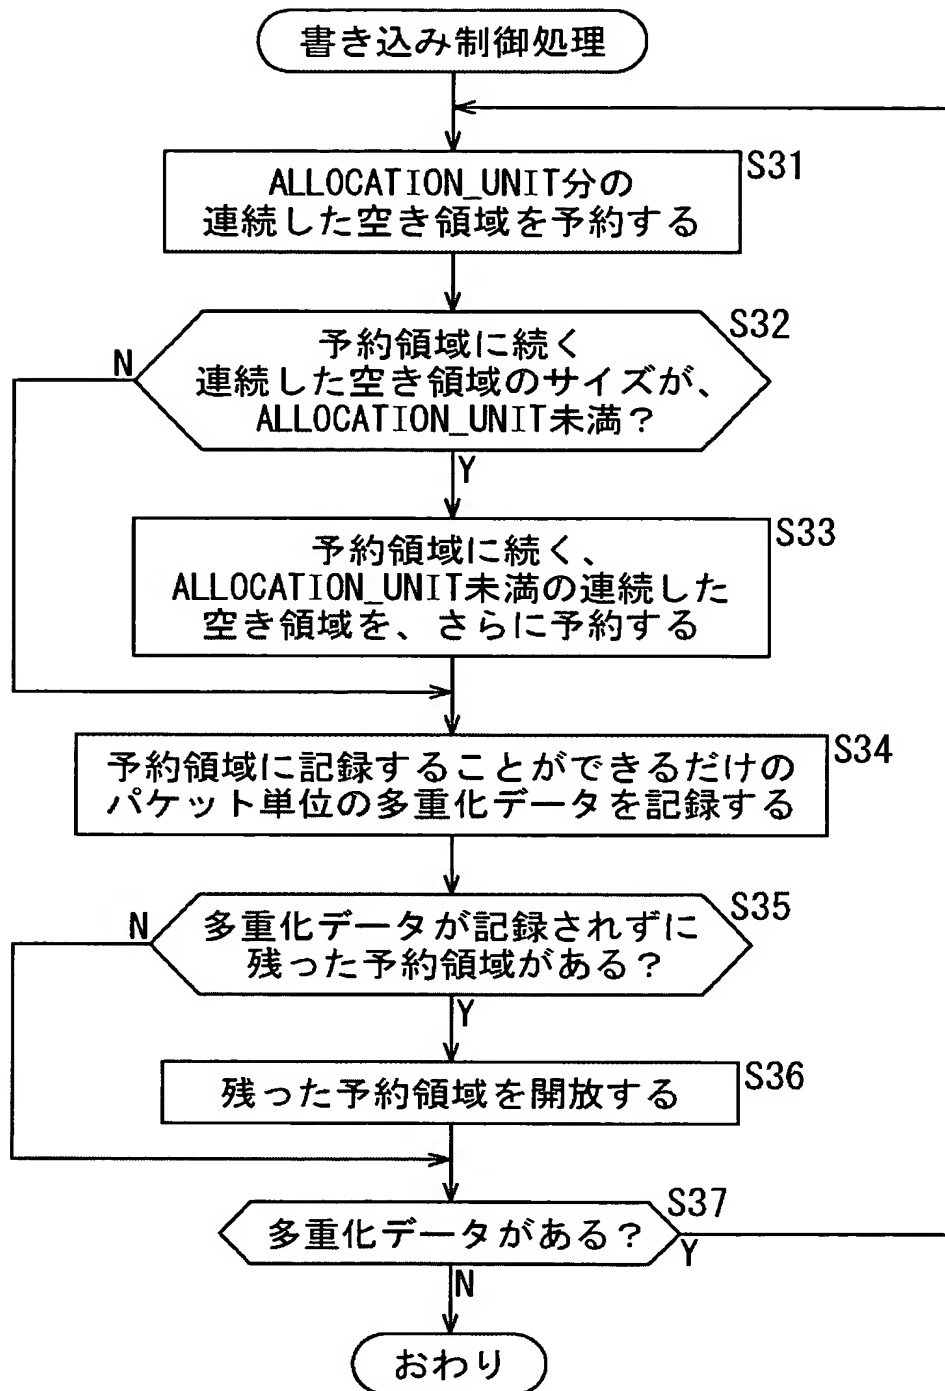 書き込み制御処理
S31
ALLOCATION_UNIT分の
連続した空き領域を予約する
S32
予約領域に続く
連続した空き領域のサイズが、
ALLOCATION_UNIT未満？
N
Y
S33
予約領域に続く、
ALLOCATION_UNIT未満の連続した
空き領域を、さらに予約する
S34
予約領域に記録することができるだけの
パケット単位の多重化データを記録する
S35
多重化データが記録されずに
残った予約領域がある？
N
Y
S36
残った予約領域を開放する
S37
多重化データがある？
Y
N
おわり